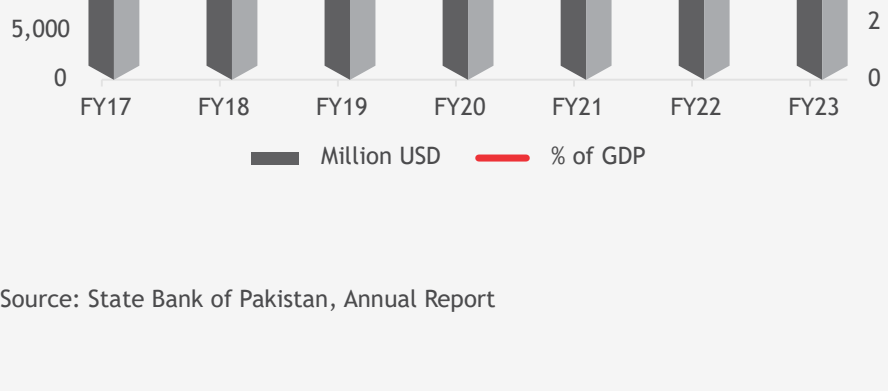 5,000 2
0 0
FY17 FY18 FY19 FY20 FY21 FY22 FY23
Million USD % of GDP
Source: State Bank of Pakistan, Annual Report